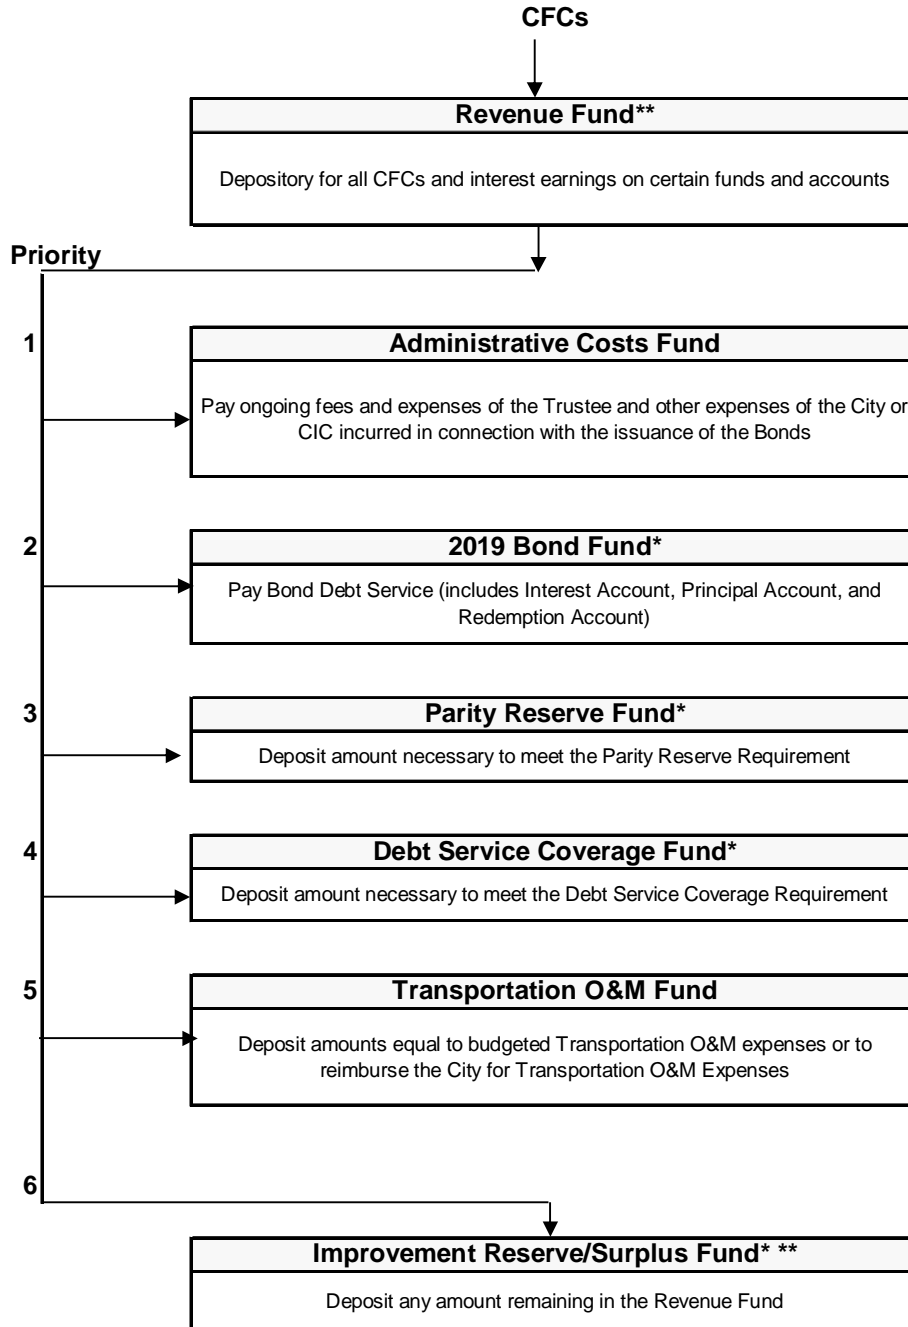 CFCs
Revenue Fund**
Depository for all CFCs and interest earnings on certain funds and accounts
Priority
1
Administrative Costs Fund
Pay ongoing fees and expenses of the Trustee and other expenses of the City or
CIC incurred in connection with the issuance of the Bonds
2
2019 Bond Fund*
Pay Bond Debt Service (includes Interest Account, Principal Account, and
Redemption Account)
3
Parity Reserve Fund*
Deposit amount necessary to meet the Parity Reserve Requirement
4
Debt Service Coverage Fund*
Deposit amount necessary to meet the Debt Service Coverage Requirement
5
Transportation O&M Fund
Deposit amounts equal to budgeted Transportation O&M expenses or to
reimburse the City for Transportation O&M Expenses
6
Improvement Reserve/Surplus Fund* **
Deposit any amount remaining in the Revenue Fund